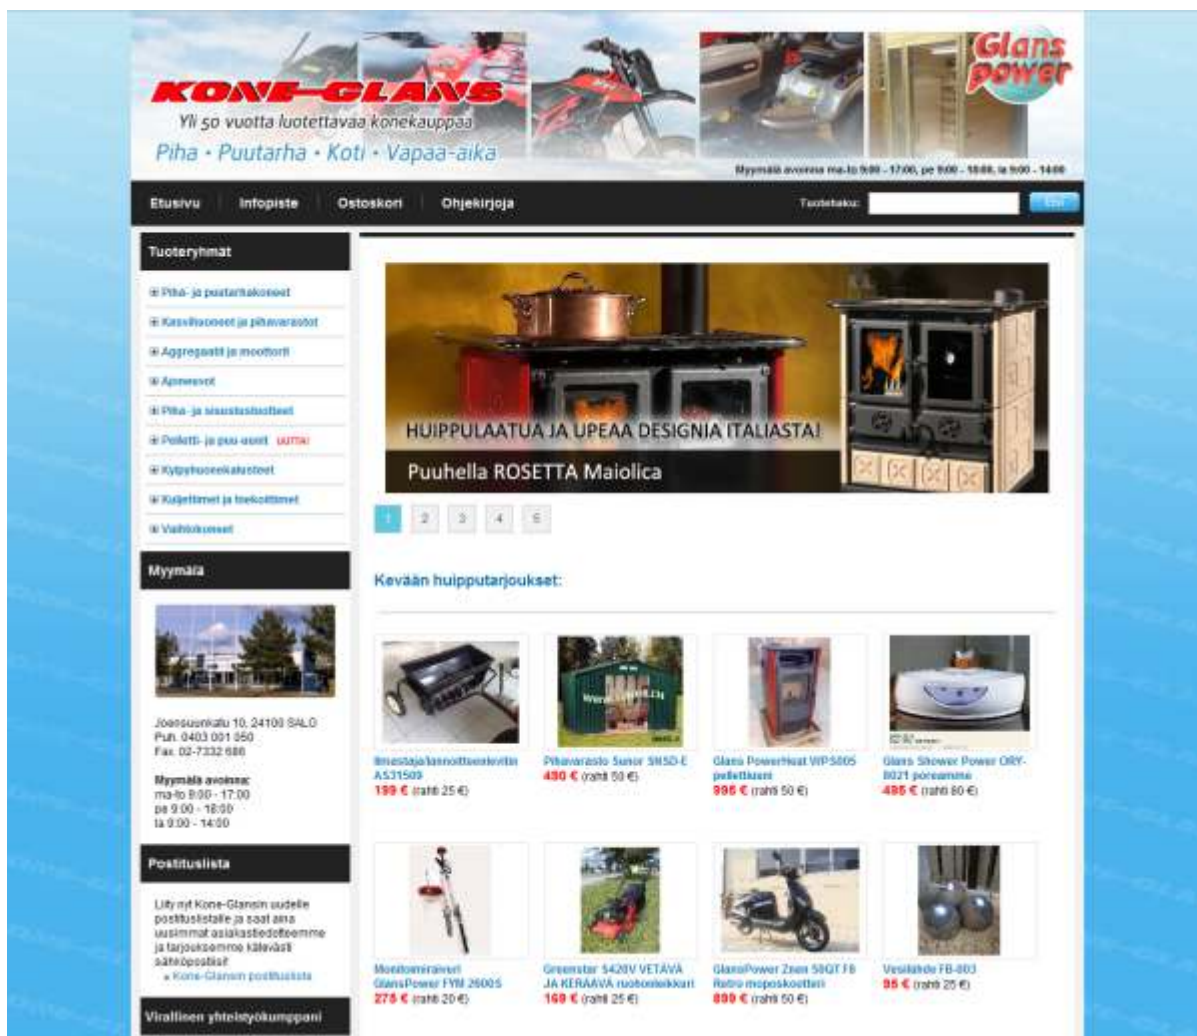 KONE-GLANS
Glans
power
Yli 50 vuotta luotettavaa konekauppaa
Piha • Puutarha • Koti • Vapaa-aika
Myymälä avoinna ma-to 9:00 - 17:00, pe 9:00 - 18:00, la 9:00 - 14:00
Etusivu Infopiste Ostoskori Ohjekirjoja Tuotehaku: Etsi
Tuoteryhmät
Piha- ja puutarhakoneet
Kasvihuoneet ja pihavarastot
Aggregaatit ja moottorit
Ajoneuvot
Piha- ja sisustustuotteet
Pelletti- ja puu-uunit UUTTA!
Kylpyhuonekalusteet
Kuljettimet ja tiekoittimet
Vaihtokoneet
HUIPPULAATUA JA UPEAA DESIGNIA ITALIASTA!
Puuhella ROSETTA Maiolica
1 2 3 4 5
Myymälä
Joensuunkatu 10, 24100 SALO
Puh. 0403 001 050
Fax. 02-7332 686
Myymälä avoinna:
ma-to 9:00 - 17:00
pe 9:00 - 18:00
la 9:00 - 14:00
Postituslista
Liity nyt Kone-Glansin uudelle
postituslistalle ja saat aina
uusimmat asiakastiedotteemme
ja tarjouksemme kätevästi
sähköpostiisi!
» Kone-Glansin postituslista
Virallinen yhteistyökumppani
Kevään huipputarjoukset:
Ilmastaja/lannoitteenlevitin
AS31509
199 € (rahti 25 €)
Pihavarasto Sunor SNSD-E
490 € (rahti 50 €)
Glans PowerHeat WPS005
pellettiuuni
995 € (rahti 50 €)
Glans Shower Power ORY-
8021 poreamme
495 € (rahti 80 €)
Monitoimiraivuri
GlansPower FYM 2600S
275 € (rahti 20 €)
Greenstar S420V VETÄVÄ
JA KERÄÄVÄ ruohonleikkuri
169 € (rahti 25 €)
GlansPower Znen 50QT F8
Retro moposkootteri
899 € (rahti 50 €)
Vesilähde FB-003
95 € (rahti 25 €)